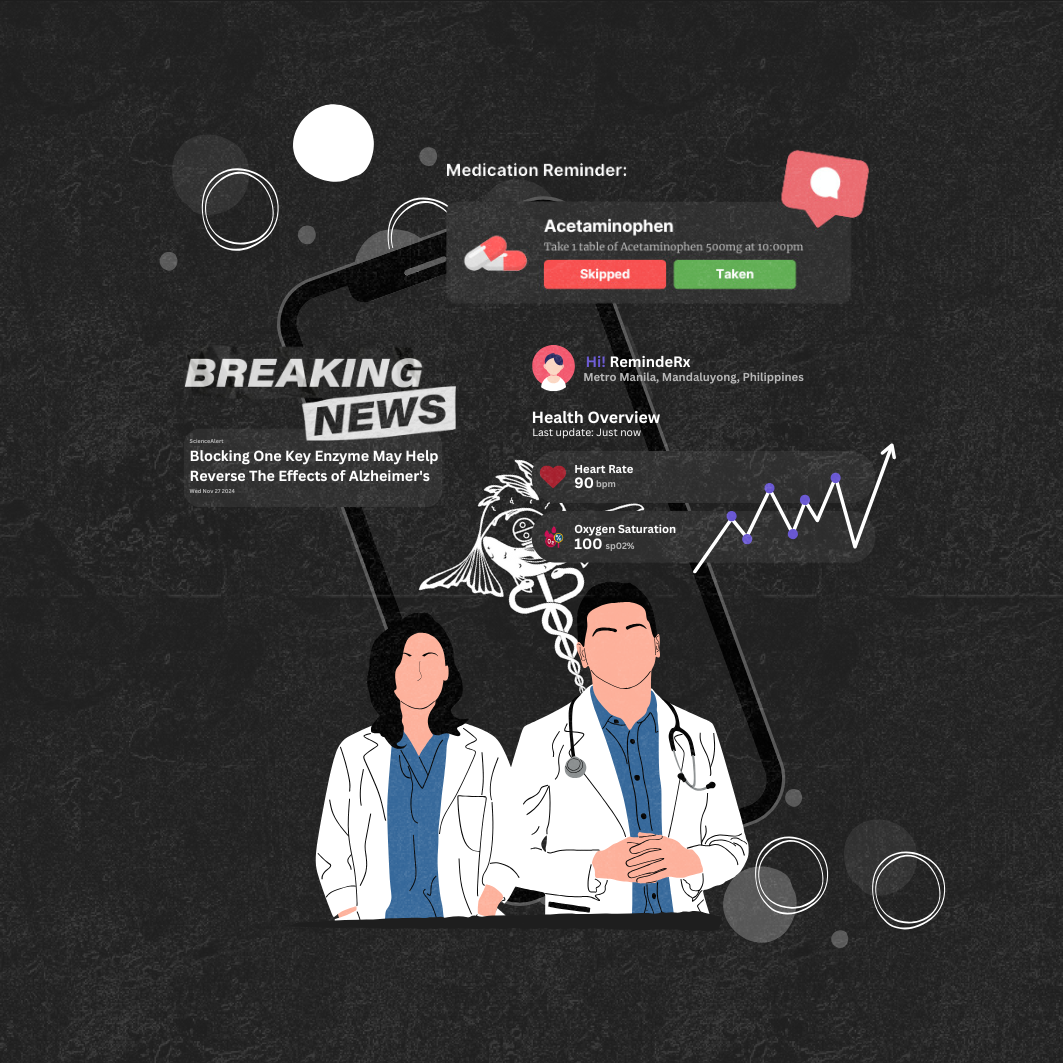 Medication Reminder:
Acetaminophen
Take 1 table of Acetaminophen 500mg at 10:00pm
Skipped
Taken
BREAKING
NEWS
ScienceAlert
Blocking One Key Enzyme May Help
Reverse The Effects of Alzheimer's
Wed Nov 27 2024
Hi! RemindeRx
Metro Manila, Mandaluyong, Philippines
Health Overview
Last update: Just now
Heart Rate
90 bpm
Oxygen Saturation
100 sp02%